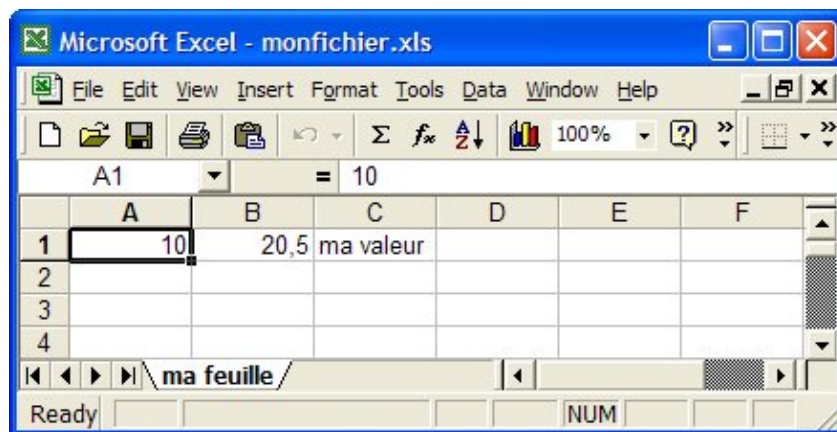 Microsoft Excel - monfichier.xls
File Edit View Insert Format Tools Data Window Help
Σ fx A Z 100% ? »
A1 = 10
A B C D E F
1 10 20,5 ma valeur
2
3
4
ma feuille
Ready NUM